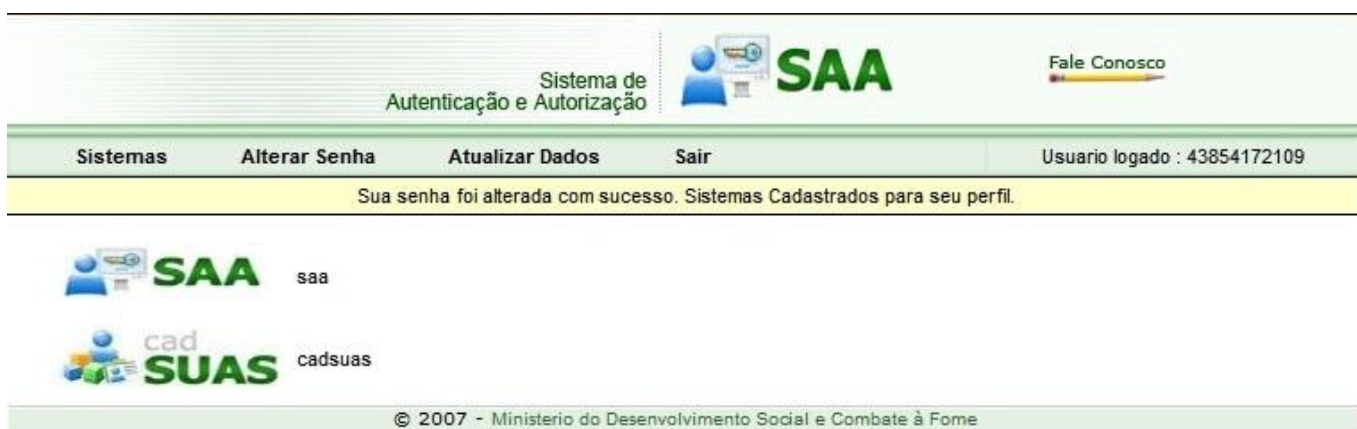 Sistema de
Autenticação e Autorização
SAA
Fale Conosco
Sistemas Alterar Senha Atualizar Dados Sair Usuario logado : 43854172109
Sua senha foi alterada com sucesso. Sistemas Cadastrados para seu perfil.
SAA saa
cad
SUAS cadsuas
© 2007 - Ministerio do Desenvolvimento Social e Combate à Fome